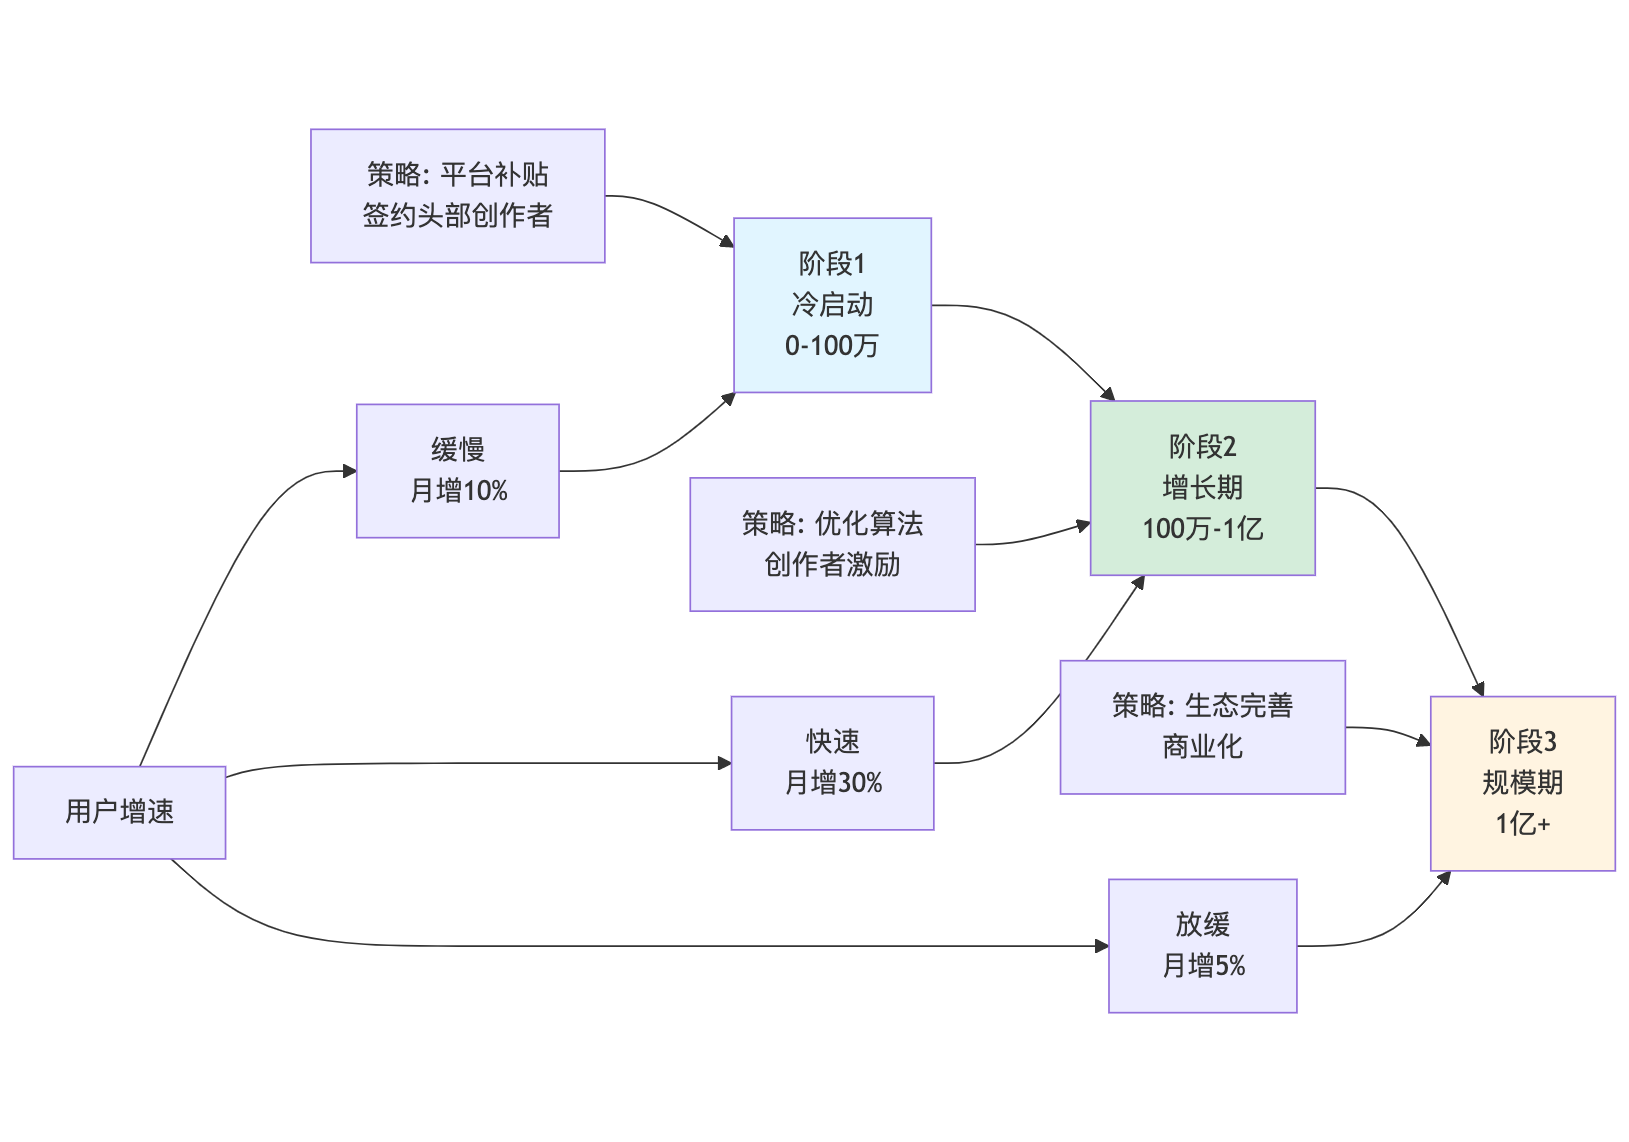 策略: 平台补贴
签约头部创作者
阶段1
冷启动
0-100万
缓慢
月增10%
阶段2
增长期
100万-1亿
策略: 优化算法
创作者激励
策略: 生态完善
商业化
快速
月增30%
阶段3
规模期
1亿+
用户增速
放缓
月增5%